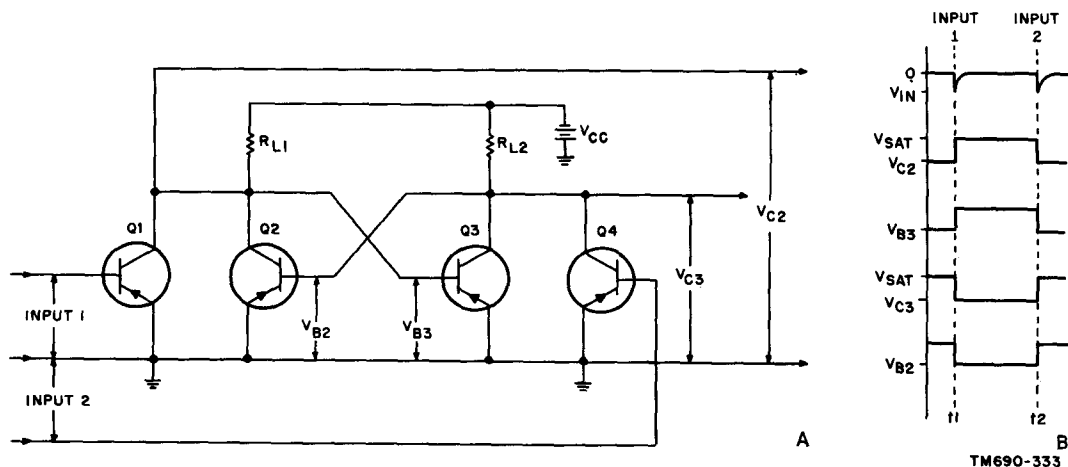 INPUT 1
INPUT 2
A
Q1
Q2
Q3
Q4
RL1
RL2
VCC
VB2
VB3
VC3
VC2
INPUT 1
INPUT 2
0
VIN
VSAT
VC2
VB3
VSAT
VC3
VB2
t1
t2
B
TM690-333